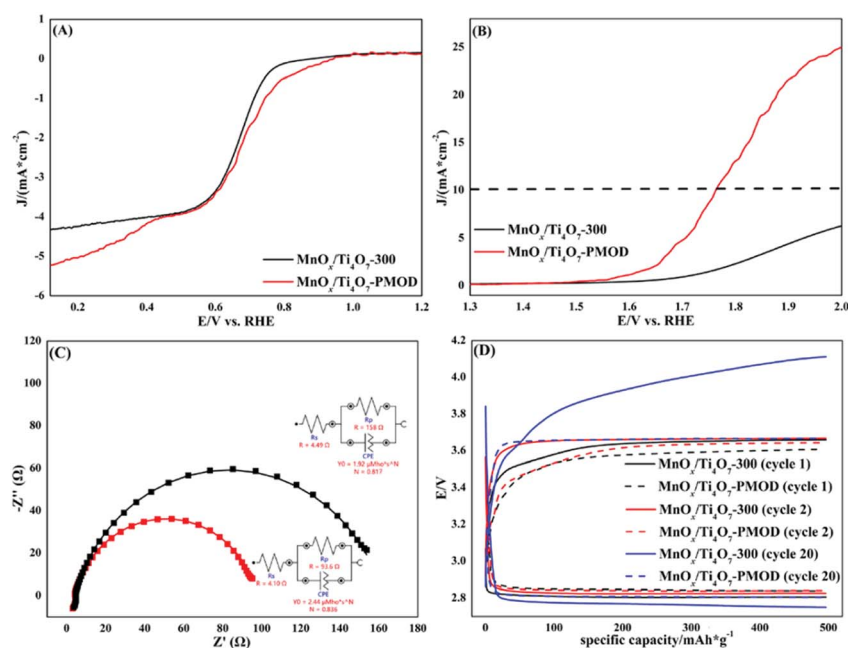 (A)
1
0
-1
-2
-3
-4
-5
-6
J/(mA*cm⁻²)
MnOₓ/Ti₄O₇-300
MnOₓ/Ti₄O₇-PMOD
0.2 0.4 0.6 0.8 1.0 1.2
E/V vs. RHE
(B)
25
20
15
10
5
0
J/(mA*cm⁻²)
MnOₓ/Ti₄O₇-300
MnOₓ/Ti₄O₇-PMOD
1.3 1.4 1.5 1.6 1.7 1.8 1.9 2.0
E/V vs. RHE
(C)
120
100
80
60
40
20
0
-Z'' (Ω)
Rs
R = 4.49 Ω
Rp
R = 158 Ω
CPE
Y0 = 1.92 µMho*s^N
N = 0.817
Rs
R = 4.10 Ω
Rp
R = 93.6 Ω
CPE
Y0 = 2.44 µMho*s^N
N = 0.836
0 20 40 60 80 100 120 140 160
Z' (Ω)
(D)
4.2
4.0
3.6
3.2
2.8
E/V
MnOₓ/Ti₄O₇-300 (cycle 1)
MnOₓ/Ti₄O₇-PMOD (cycle 1)
MnOₓ/Ti₄O₇-300 (cycle 2)
MnOₓ/Ti₄O₇-PMOD (cycle 2)
MnOₓ/Ti₄O₇-300 (cycle 20)
MnOₓ/Ti₄O₇-PMOD (cycle 20)
0 100 200 300 400 500
specific capacity/mAh*g⁻¹